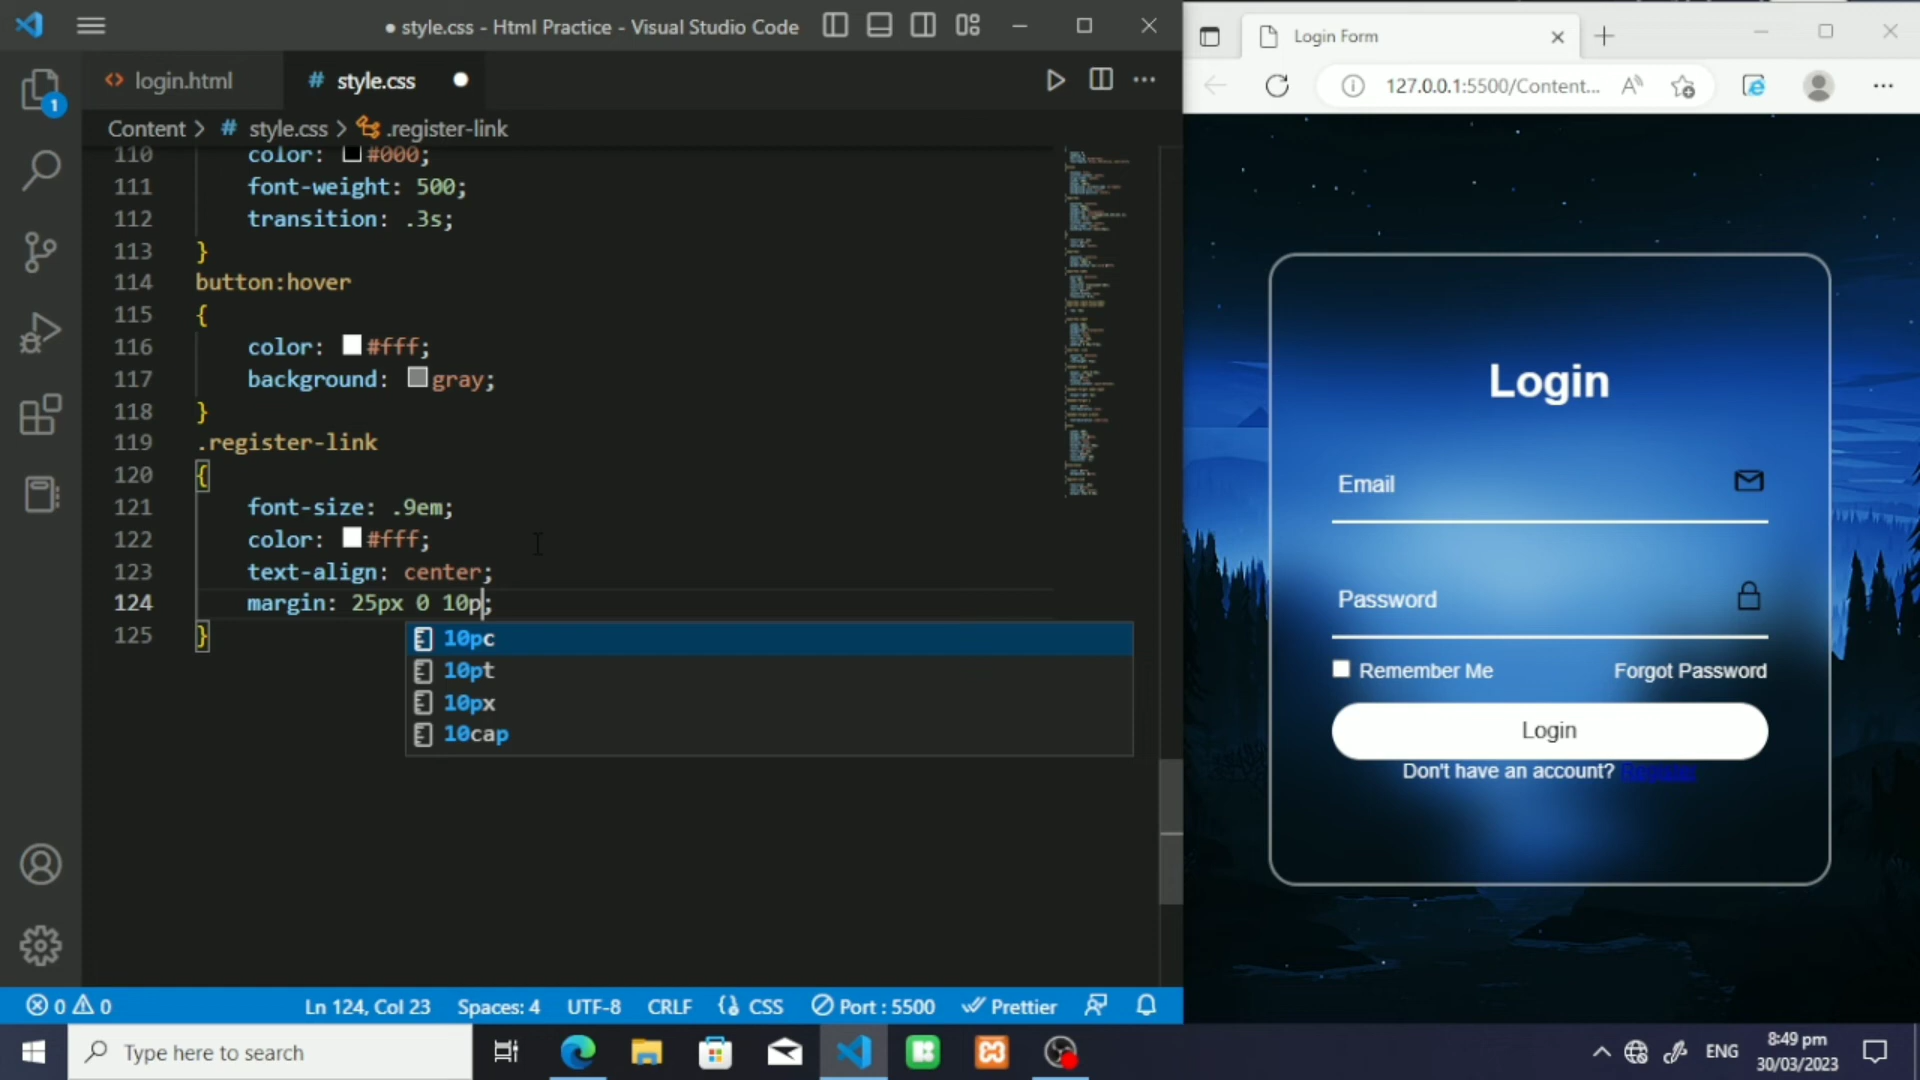 ● style.css - Html Practice - Visual Studio Code
<> login.html
# style.css ●
Content > # style.css > .register-link
110 color: #000;
111 font-weight: 500;
112 transition: .3s;
113 }
114 button:hover
115 {
116 color: #fff;
117 background: gray;
118 }
119 .register-link
120 {
121 font-size: .9em;
122 color: #fff;
123 text-align: center;
124 margin: 25px 0 10p;
125 }
10pc
10pt
10px
10cap
1
0 0
Ln 124, Col 23 Spaces: 4 UTF-8 CRLF CSS Port : 5500 Prettier
Login Form
127.0.0.1:5500/Content...
Login
Email
Password
Remember Me Forgot Password
Login
Don't have an account? Register
Type here to search
ENG
8:49 pm
30/03/2023